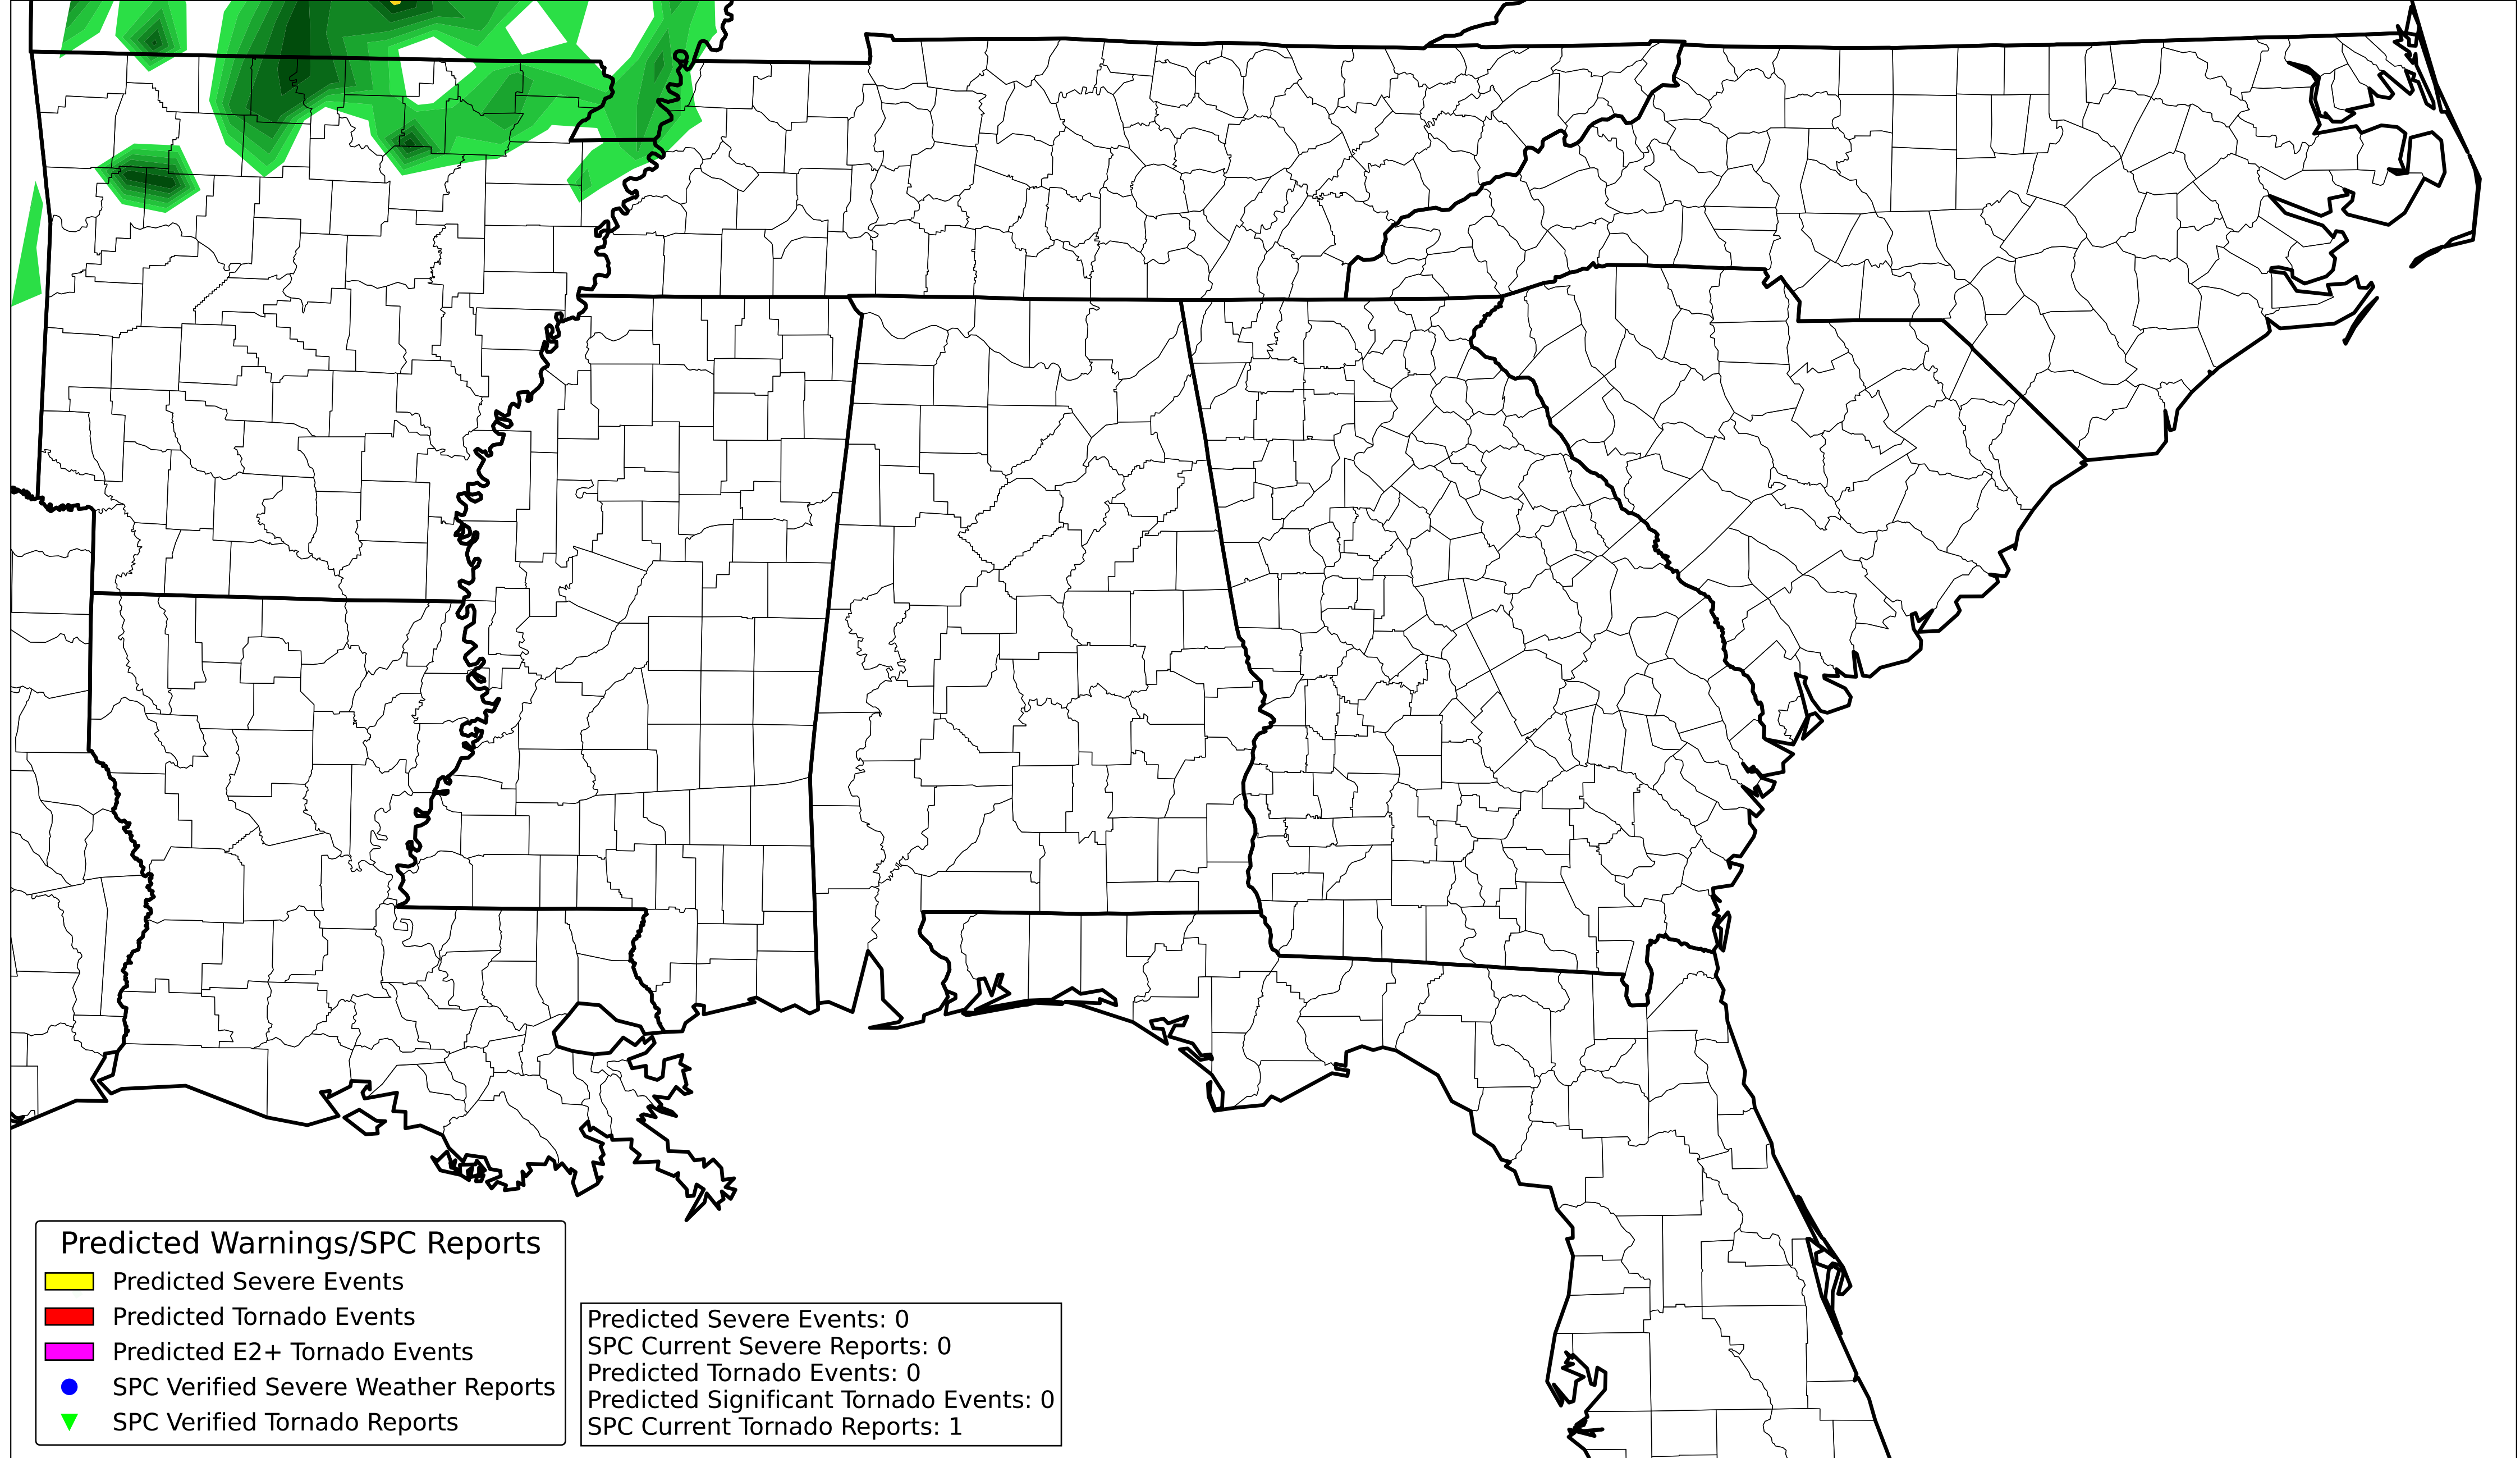 Predicted Warnings/SPC Reports
Predicted Severe Events
Predicted Tornado Events
Predicted E2+ Tornado Events
SPC Verified Severe Weather Reports
SPC Verified Tornado Reports
Predicted Severe Events: 0
SPC Current Severe Reports: 0
Predicted Tornado Events: 0
Predicted Significant Tornado Events: 0
SPC Current Tornado Reports: 1